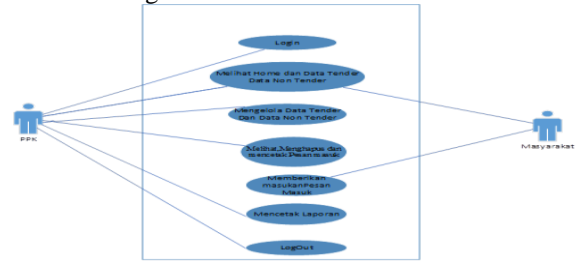 Login
Melihat Home dan Data Tender
Data Non Tender
Mengelola Data Tender
Dan Data Non Tender
PPK
Masyarakat
Melihat,Menghapus dan
mencetak Pesan masuk
Memberikan
masukanPesan
Masuk
Mencetak Laporan
LogOut